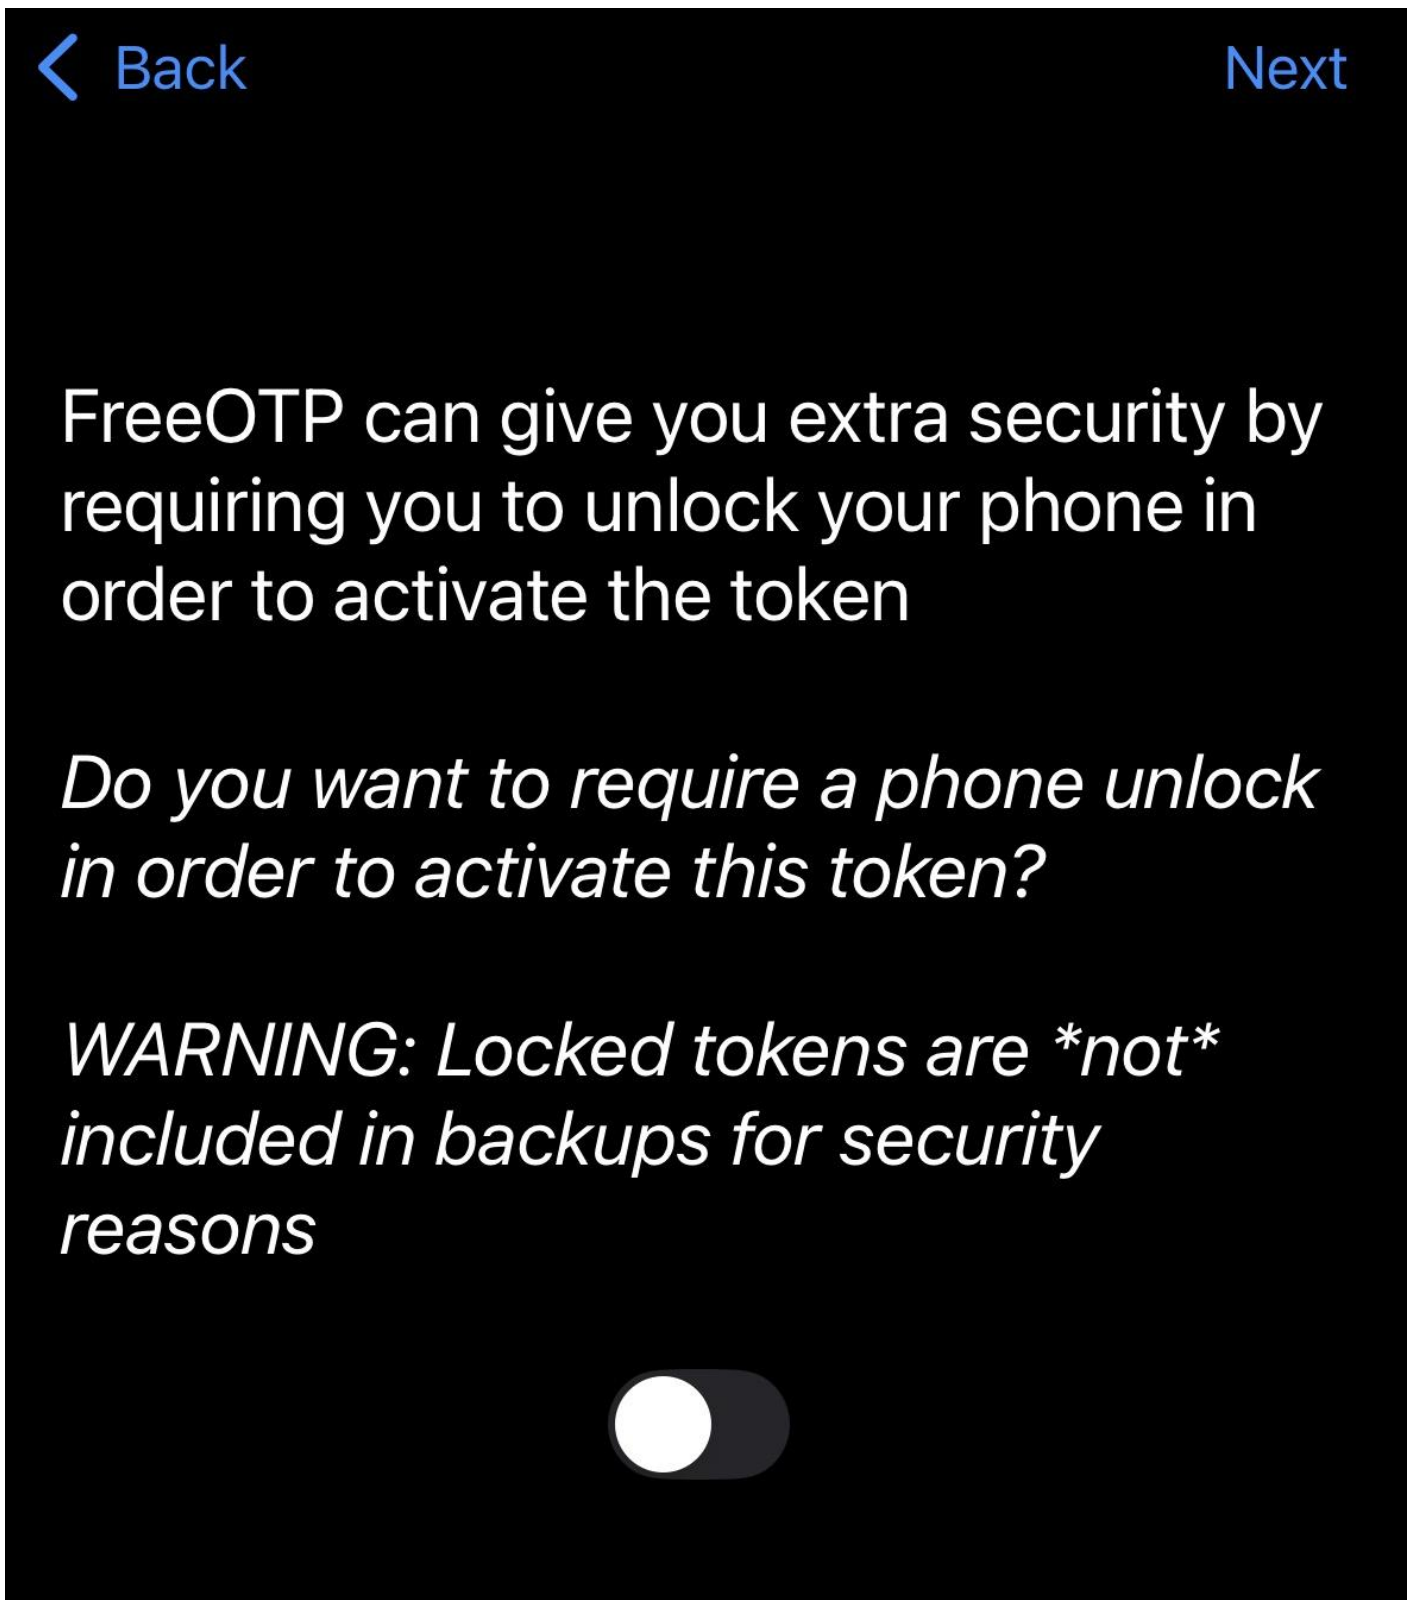 Back
Next
FreeOTP can give you extra security by
requiring you to unlock your phone in
order to activate the token
Do you want to require a phone unlock
in order to activate this token?
WARNING: Locked tokens are *not*
included in backups for security
reasons